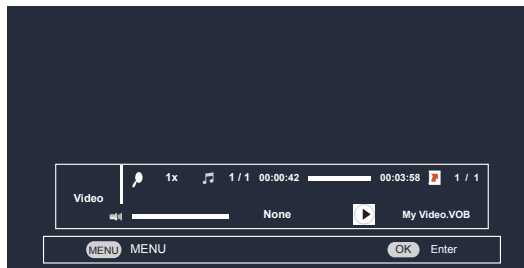 1x 1 / 1 00:00:42 00:03:58 1 / 1
Video
None My Video.VOB
MENU MENU OK Enter